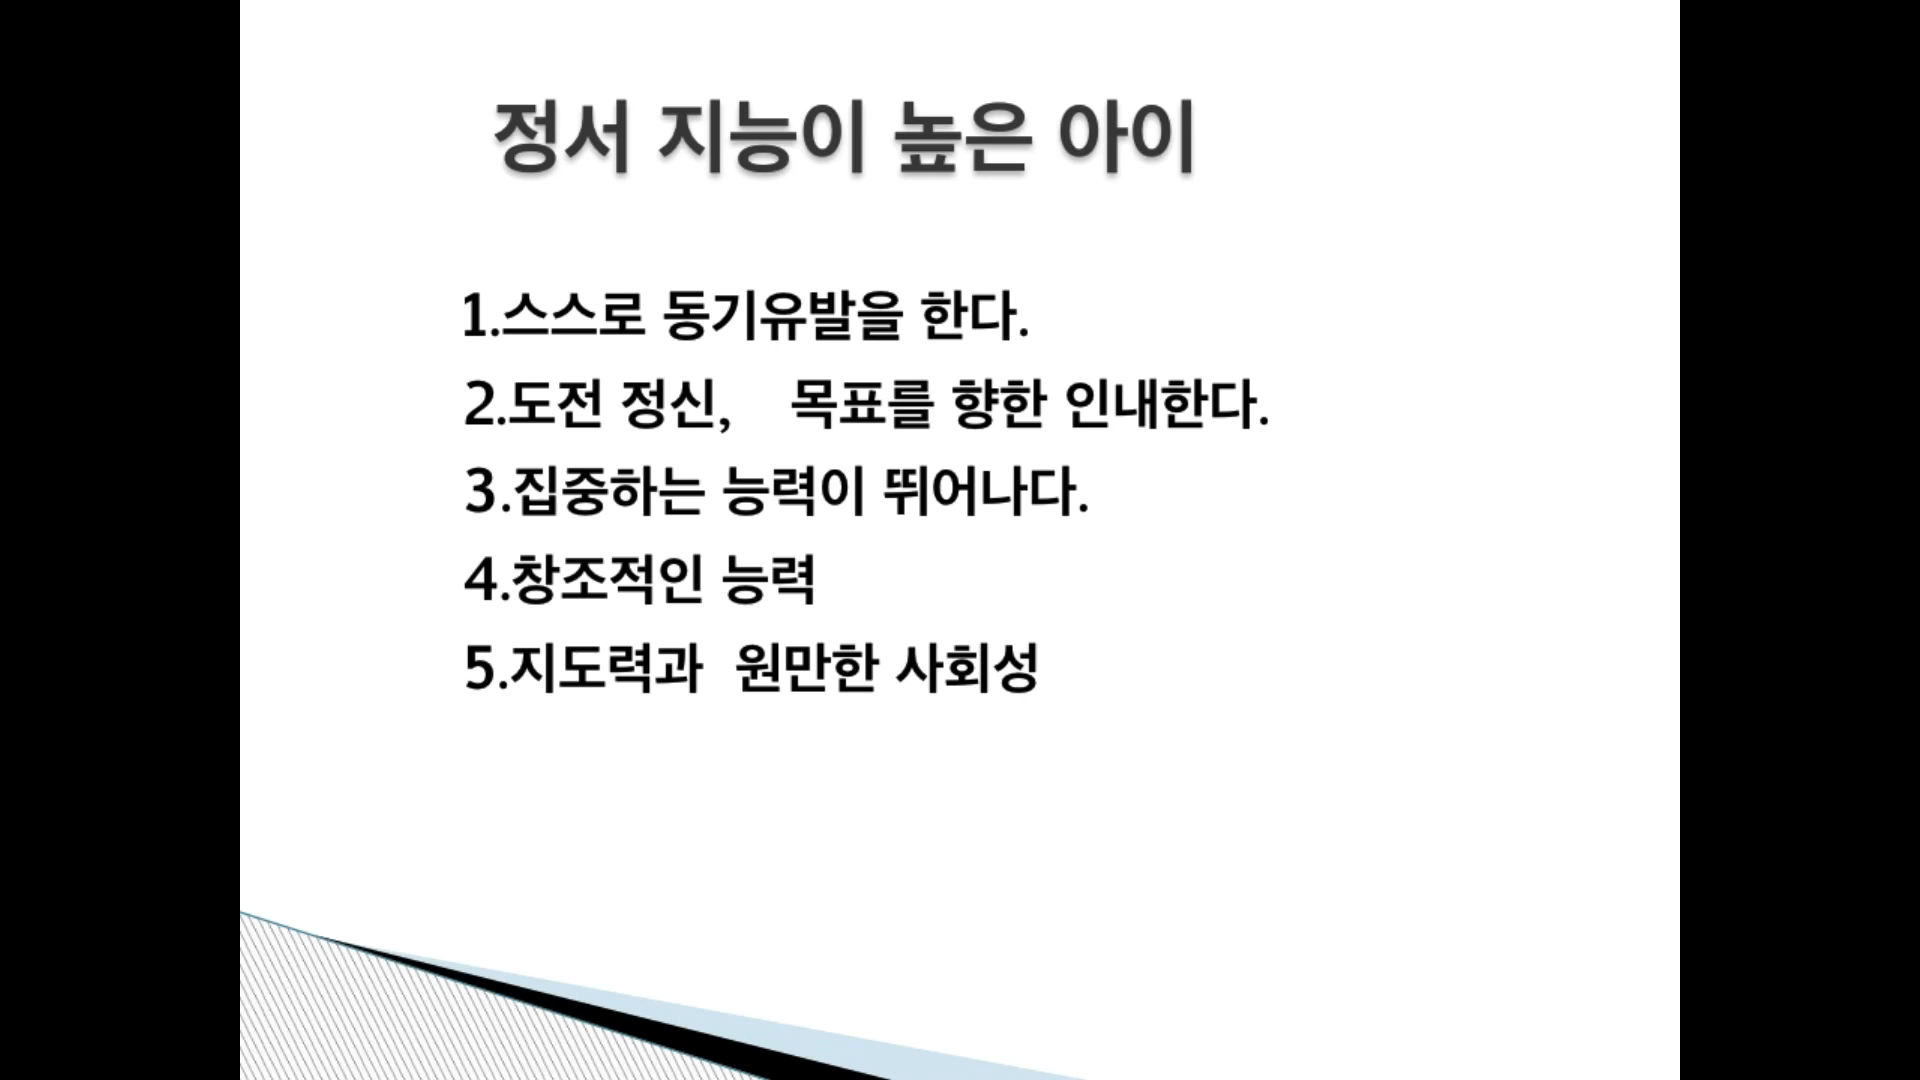 정서 지능이 높은 아이
1.스스로 동기유발을 한다.
2.도전 정신,  목표를 향한 인내한다.
3.집중하는 능력이 뛰어나다.
4.창조적인 능력
5.지도력과  원만한 사회성